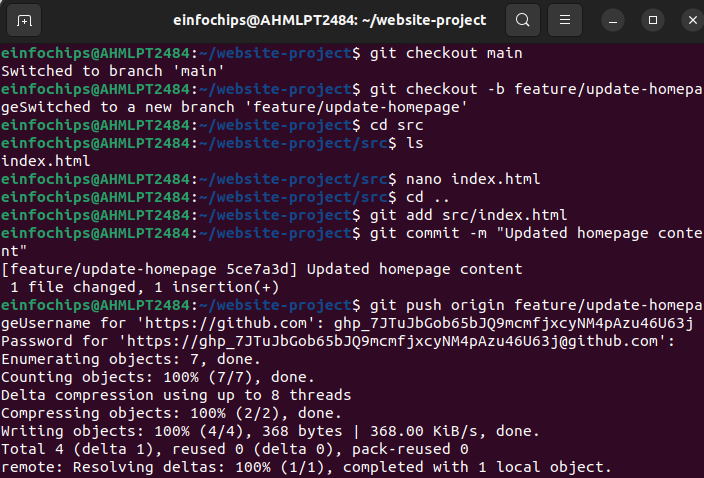 einfochips@AHMLPT2484: ~/website-project
einfochips@AHMLPT2484:~/website-project$ git checkout main
Switched to branch 'main'
einfochips@AHMLPT2484:~/website-project$ git checkout -b feature/update-homepa
geSwitched to a new branch 'feature/update-homepage'
einfochips@AHMLPT2484:~/website-project$ cd src
einfochips@AHMLPT2484:~/website-project/src$ ls
index.html
einfochips@AHMLPT2484:~/website-project/src$ nano index.html
einfochips@AHMLPT2484:~/website-project/src$ cd ..
einfochips@AHMLPT2484:~/website-project$ git add src/index.html
einfochips@AHMLPT2484:~/website-project$ git commit -m "Updated homepage conte
nt"
[feature/update-homepage 5ce7a3d] Updated homepage content
 1 file changed, 1 insertion(+)
einfochips@AHMLPT2484:~/website-project$ git push origin feature/update-homepa
geUsername for 'https://github.com': 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
Password for 'https://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@github.com':
Enumerating objects: 7, done.
Counting objects: 100% (7/7), done.
Delta compression using up to 8 threads
Compressing objects: 100% (2/2), done.
Writing objects: 100% (4/4), 368 bytes | 368.00 KiB/s, done.
Total 4 (delta 1), reused 0 (delta 0), pack-reused 0
remote: Resolving deltas: 100% (1/1), completed with 1 local object.